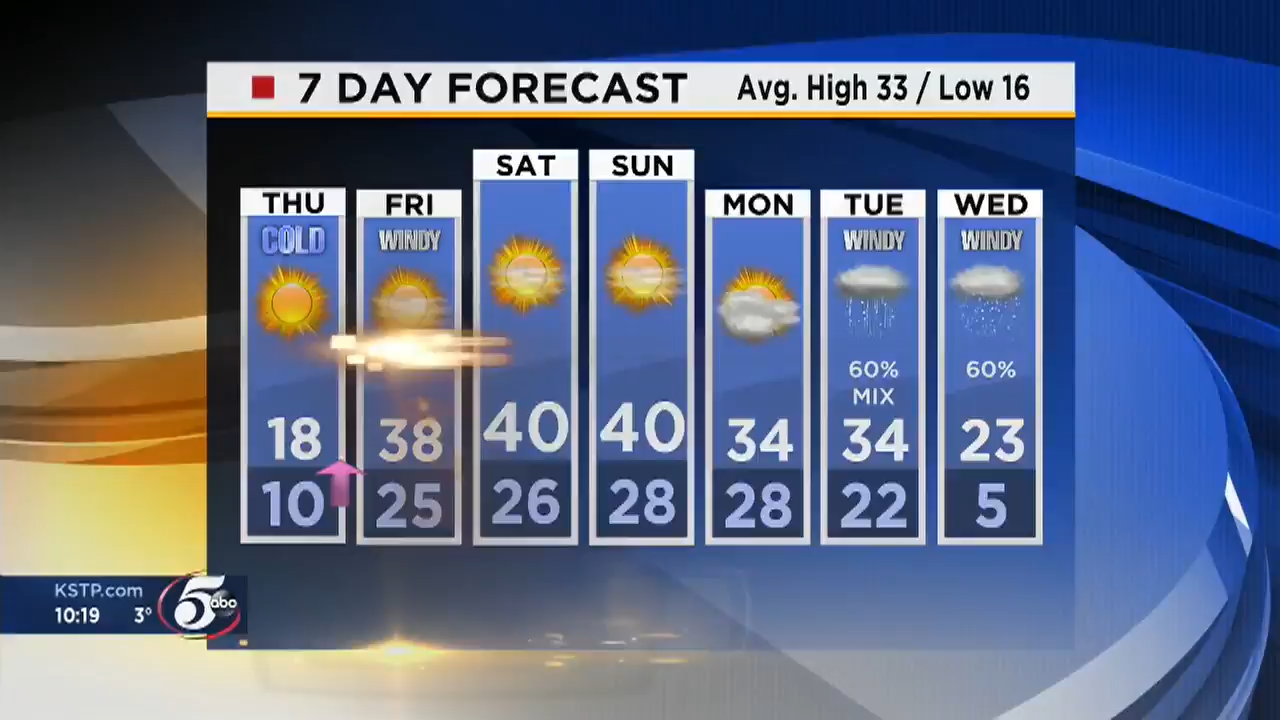 7 DAY FORECAST Avg. High 33 / Low 16
THU
COLD
18
10
FRI
WINDY
38
25
SAT
40
26
SUN
40
28
MON
34
28
TUE
WINDY
60%
MIX
34
22
WED
WINDY
60%
23
5
KSTP.com
10:19 3°
5 abc